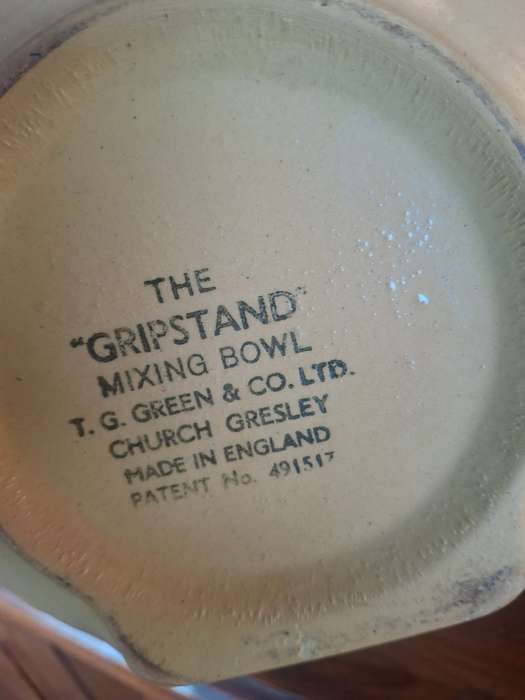 THE
"GRIPSTAND"
MIXING BOWL
T. G. GREEN & CO. LTD.
CHURCH GRESLEY
MADE IN ENGLAND
PATENT No. 491517